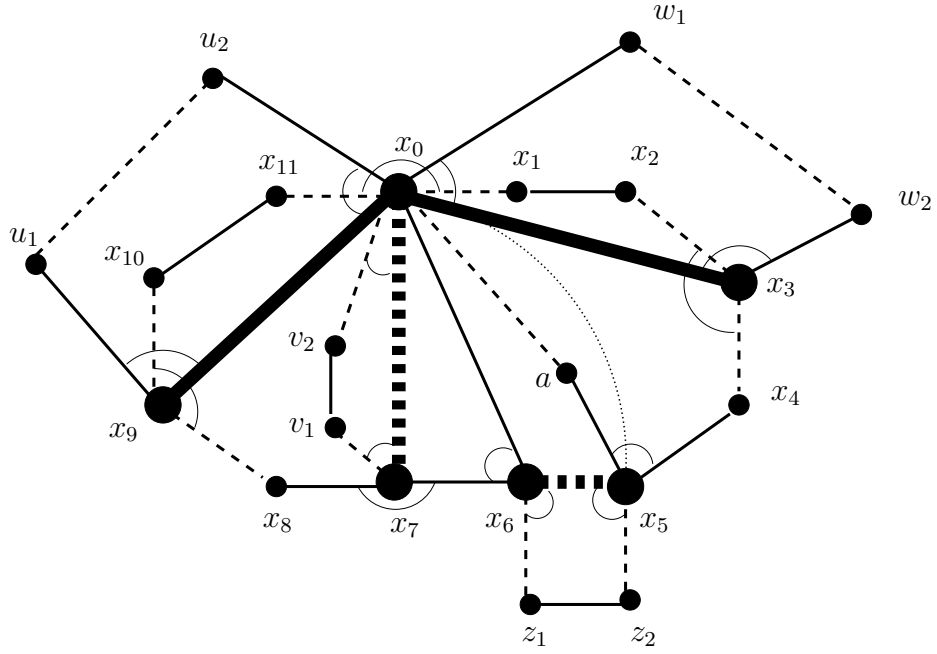 w₁
u₂
x₀
x₁₁
x₁
x₂
w₂
u₁
x₁₀
x₃
v₂
a
x₄
v₁
x₉
x₈
x₇
x₆
x₅
z₁
z₂